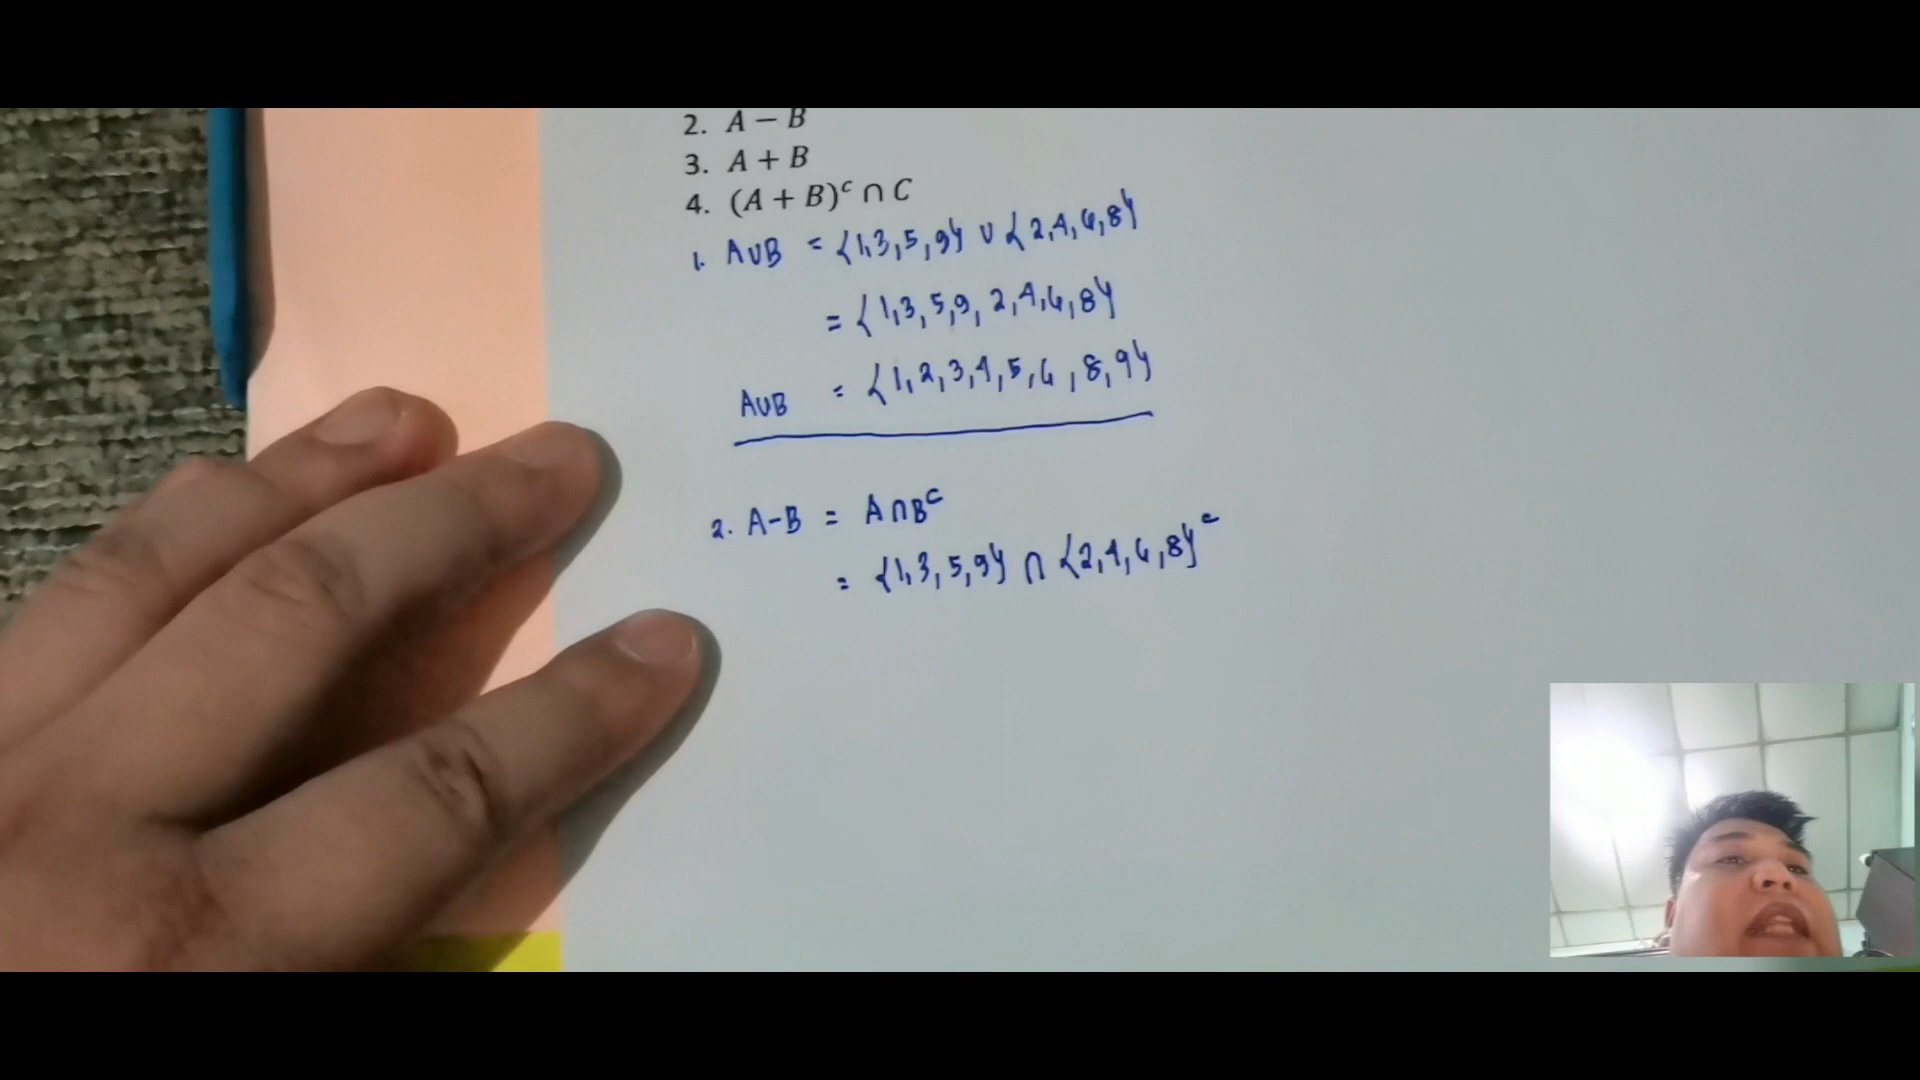 2. A − B
3. A + B
4. (A + B)ᶜ ∩ C
1. A∪B = {1,3,5,9} ∪ {2,4,6,8}
= {1,3,5,9,2,4,6,8}
A∪B = {1,2,3,4,5,6,8,9}
2. A-B = A∩Bᶜ
= {1,3,5,9} ∩ {2,4,6,8}ᶜ